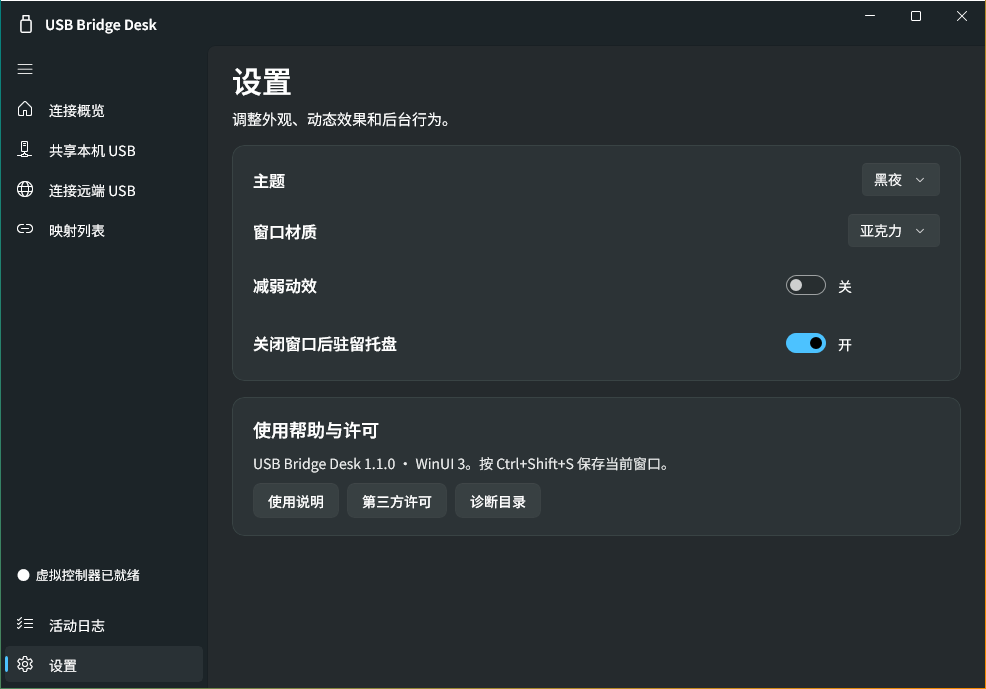 USB Bridge Desk
连接概览
共享本机 USB
连接远端 USB
映射列表
虚拟控制器已就绪
活动日志
设置
设置
调整外观、动态效果和后台行为。
主题
黑夜
窗口材质
亚克力
减弱动效
关
关闭窗口后驻留托盘
开
使用帮助与许可
USB Bridge Desk 1.1.0 · WinUI 3。按 Ctrl+Shift+S 保存当前窗口。
使用说明 第三方许可 诊断目录